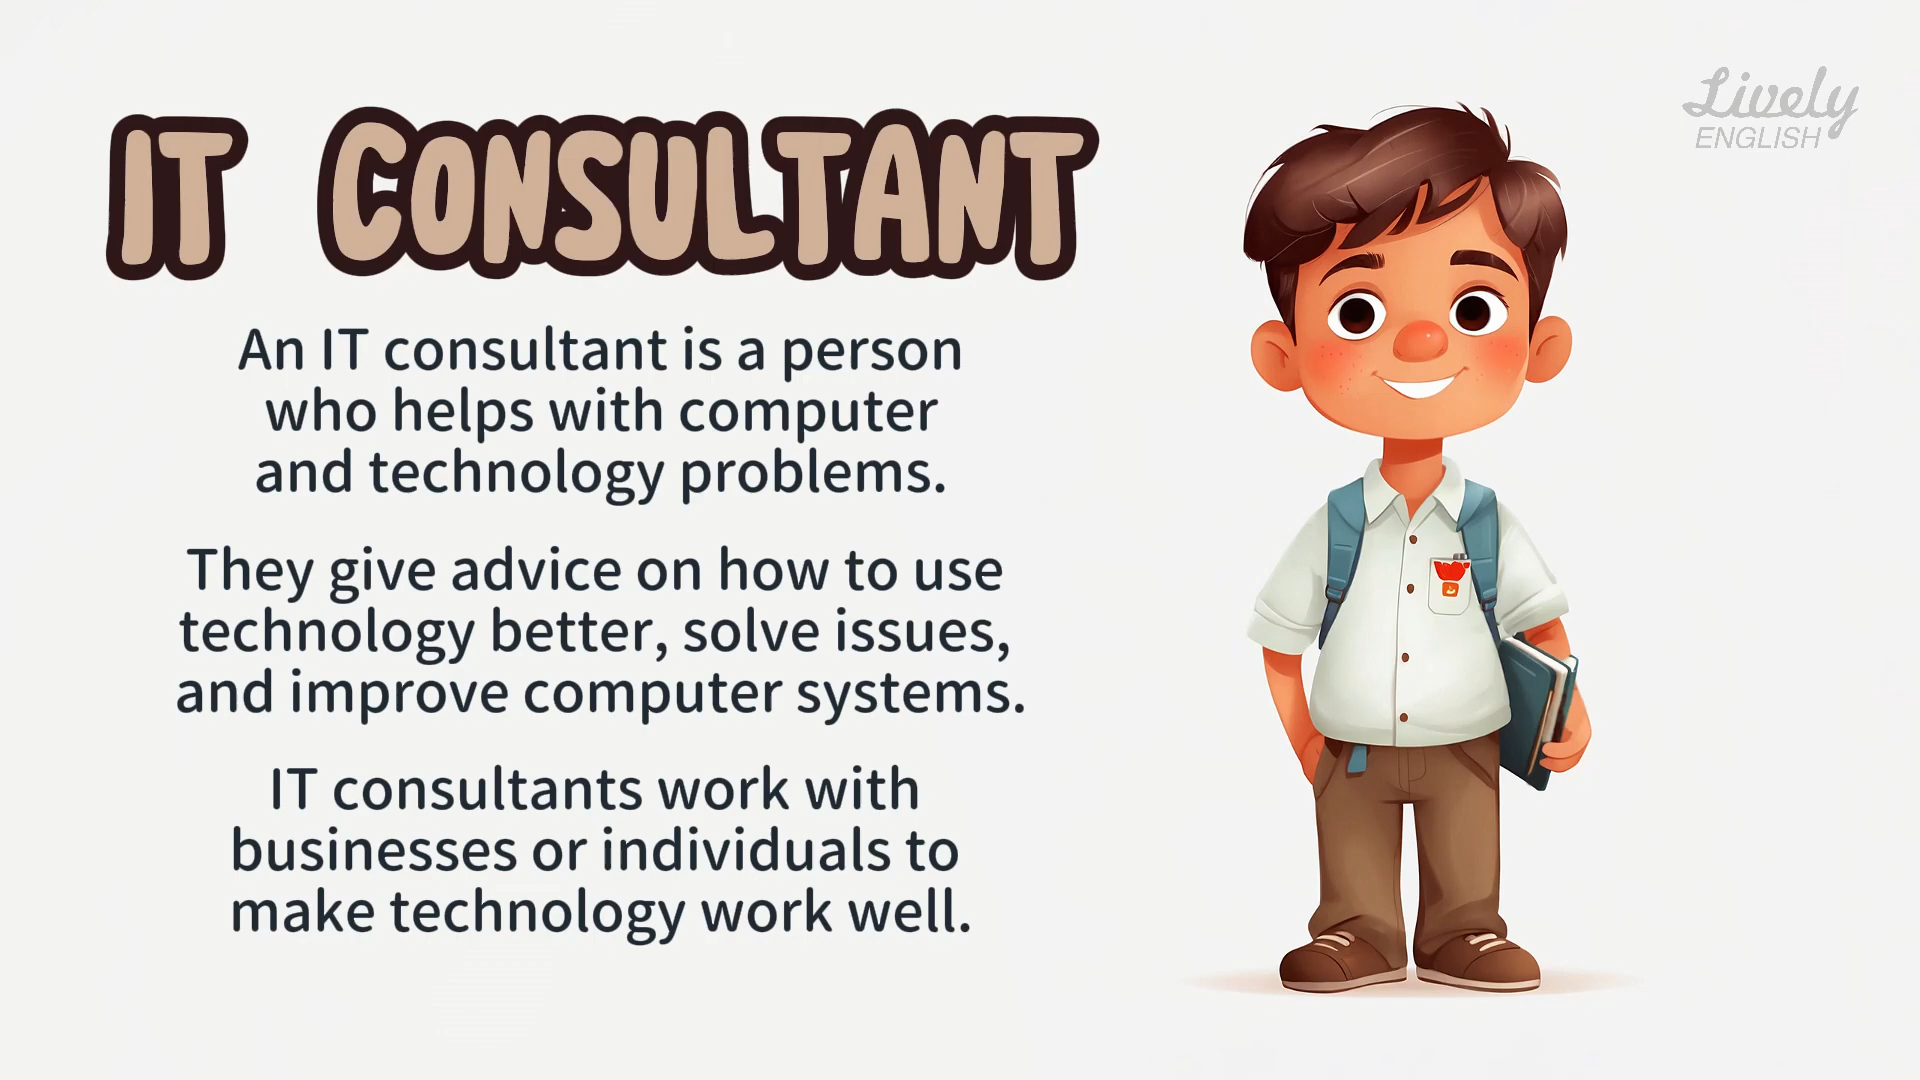 Lively
ENGLISH
IT CONSULTANT
An IT consultant is a person
who helps with computer
and technology problems.
They give advice on how to use
technology better, solve issues,
and improve computer systems.
IT consultants work with
businesses or individuals to
make technology work well.